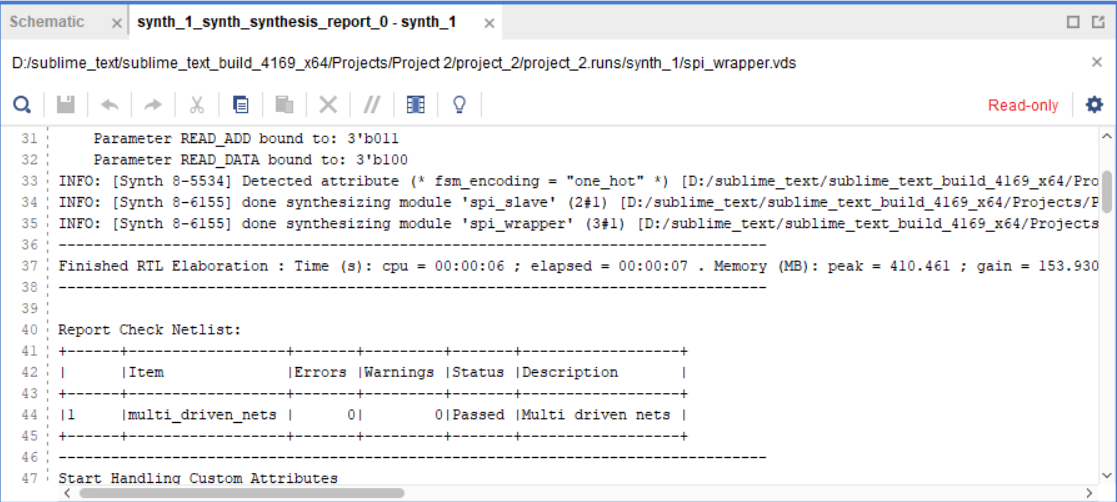 Schematic × synth_1_synth_synthesis_report_0 - synth_1 ×
D:/sublime_text/sublime_text_build_4169_x64/Projects/Project 2/project_2/project_2.runs/synth_1/spi_wrapper.vds
Read-only
31 Parameter READ_ADD bound to: 3'b011
32 Parameter READ_DATA bound to: 3'b100
33 INFO: [Synth 8-5534] Detected attribute (* fsm_encoding = "one_hot" *) [D:/sublime_text/sublime_text_build_4169_x64/Pro
34 INFO: [Synth 8-6155] done synthesizing module 'spi_slave' (2#1) [D:/sublime_text/sublime_text_build_4169_x64/Projects/P
35 INFO: [Synth 8-6155] done synthesizing module 'spi_wrapper' (3#1) [D:/sublime_text/sublime_text_build_4169_x64/Projects
36 ---------------------------------------------------------------------------------
37 Finished RTL Elaboration : Time (s): cpu = 00:00:06 ; elapsed = 00:00:07 . Memory (MB): peak = 410.461 ; gain = 153.930
38 ---------------------------------------------------------------------------------
39
40 Report Check Netlist:
41 +------+------------------+-------+---------+-------+------------------+
42 |      |Item              |Errors |Warnings |Status |Description       |
43 +------+------------------+-------+---------+-------+------------------+
44 |1     |multi_driven_nets |      0|        0|Passed |Multi driven nets |
45 +------+------------------+-------+---------+-------+------------------+
46 ---------------------------------------------------------------------------------
47 Start Handling Custom Attributes